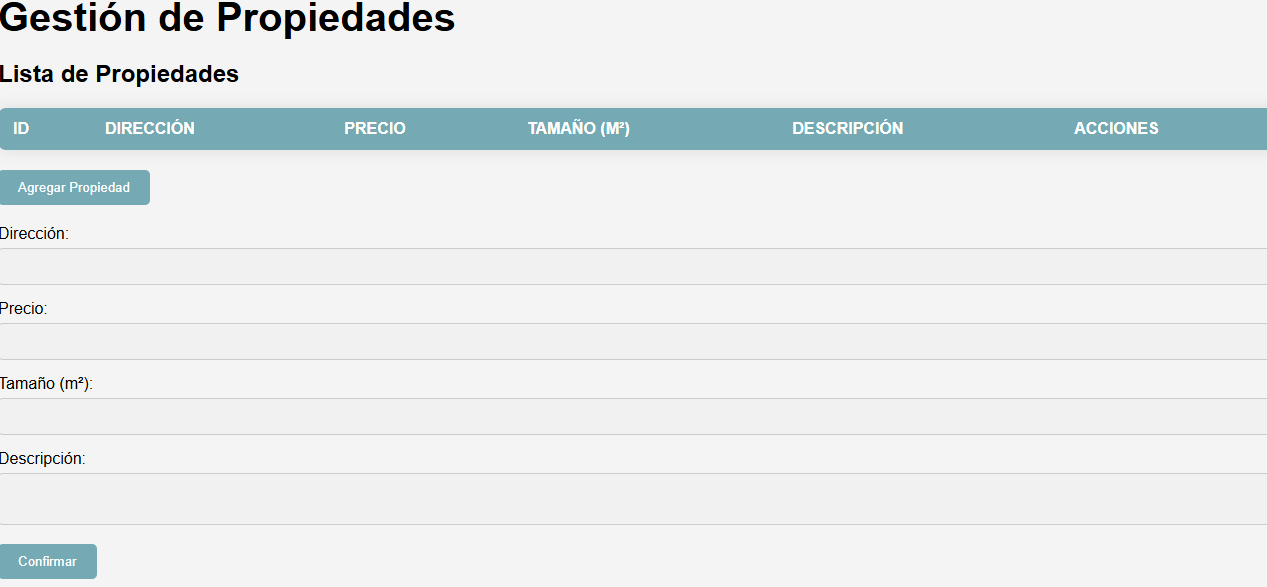 Gestión de Propiedades
Lista de Propiedades
ID DIRECCIÓN PRECIO TAMAÑO (M²) DESCRIPCIÓN ACCIONES
Agregar Propiedad
Dirección:
Precio:
Tamaño (m²):
Descripción:
Confirmar